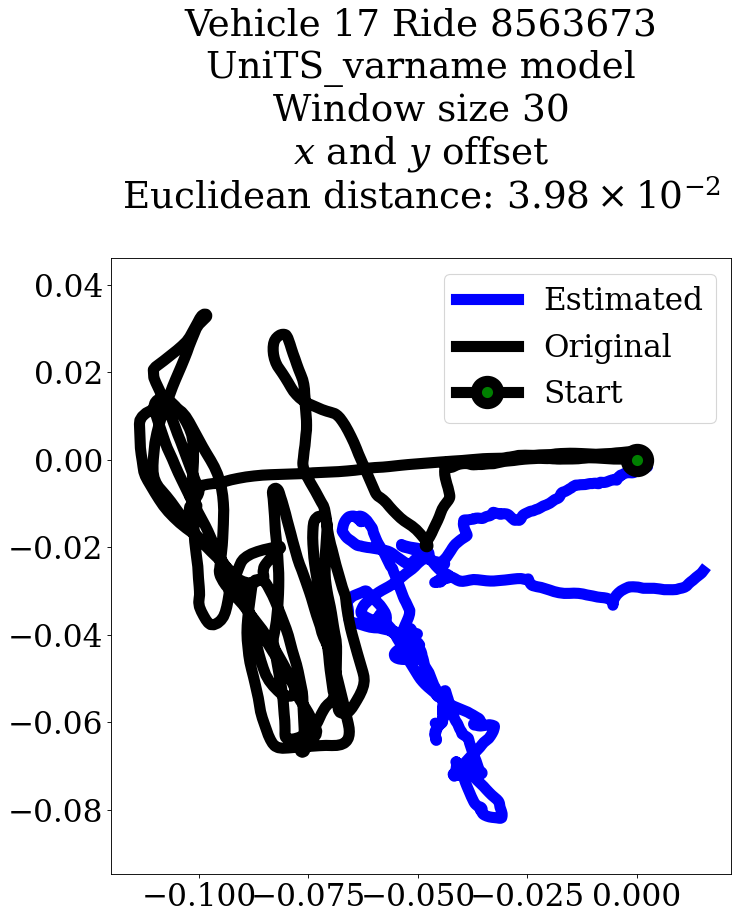 Vehicle 17 Ride 8563673
UniTS_varname model
Window size 30
x and y offset
Euclidean distance: 3.98 × 10⁻²
Estimated
Original
Start
0.04
0.02
0.00
−0.02
−0.04
−0.06
−0.08
−0.100 −0.075 −0.050 −0.025 0.000